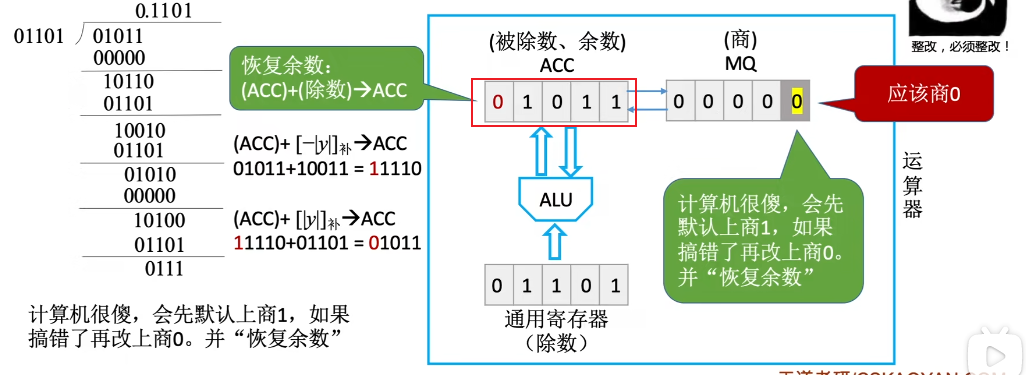 0.1101
01101
01011
00000
10110
01101
10010
01101
01010
00000
10100
01101
0111
恢复余数：
(ACC)+(除数)→ACC
(ACC)+ [−|y|]补→ACC
01011+10011 = 11110
(ACC)+ [|y|]补→ACC
11110+01101 = 01011
计算机很傻，会先默认上商1，如果
搞错了再改上商0。并“恢复余数”
(被除数、余数)
ACC
0 1 0 1 1
(商)
MQ
0 0 0 0 0
ALU
0 1 1 0 1
通用寄存器
（除数）
运算器
整改，必须整改！
应该商0
计算机很傻，会先
默认上商1，如果
搞错了再改上商0。
并“恢复余数”